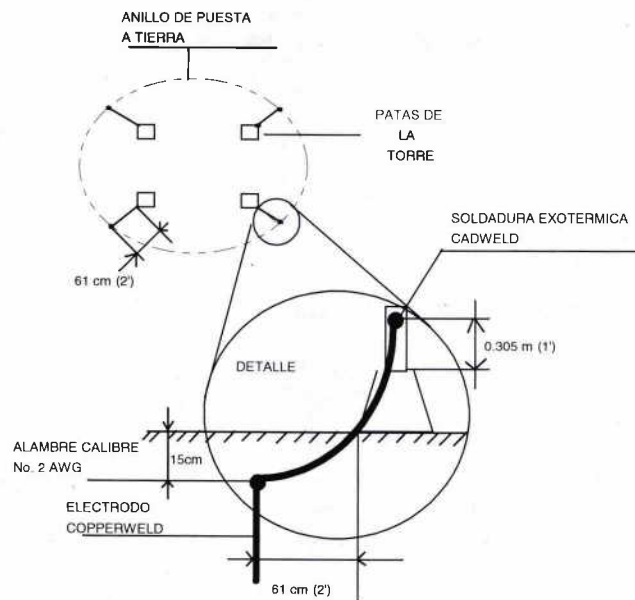 ANILLO DE PUESTA
A TIERRA
PATAS DE
LA
TORRE
SOLDADURA EXOTERMICA
CADWELD
61 cm (2')
0.305 m (1')
DETALLE
ALAMBRE CALIBRE
No. 2 AWG
15cm
ELECTRODO
COPPERWELD
61 cm (2')